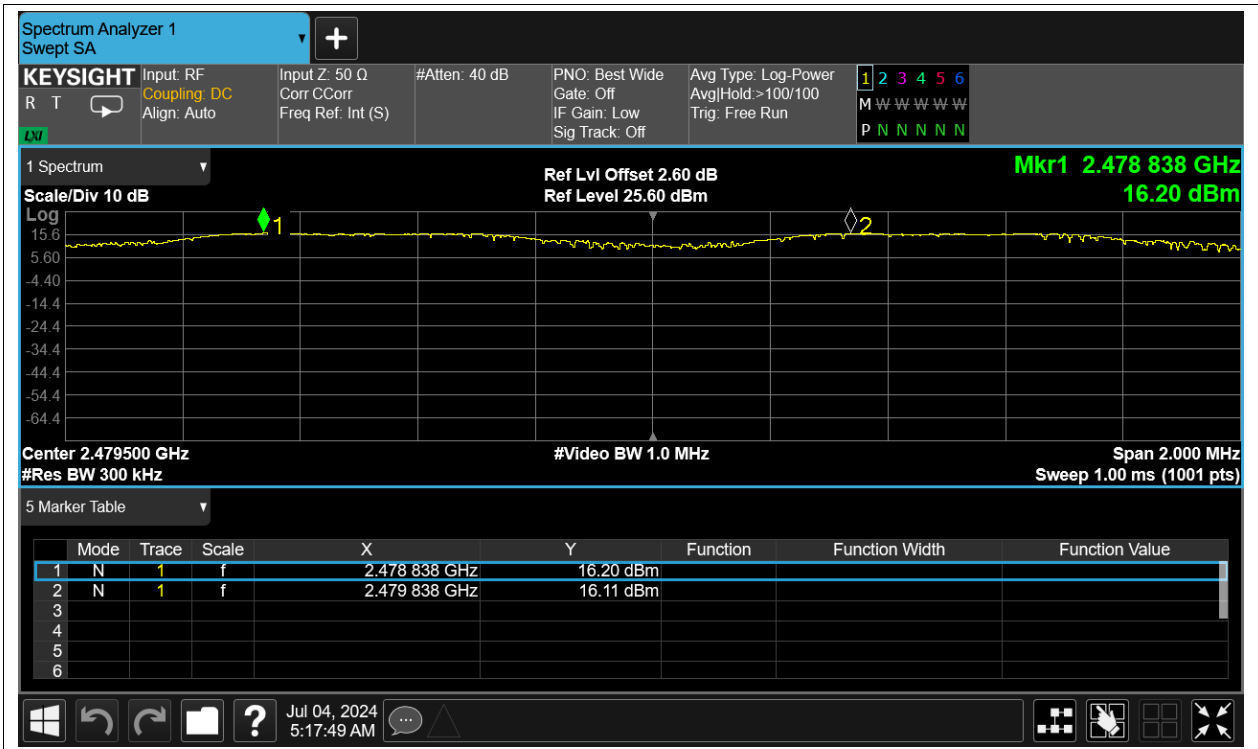 Spectrum Analyzer 1
Swept SA
KEYSIGHT
R T
LXI
Input: RF
Coupling: DC
Align: Auto
Input Z: 50 Ω
Corr CCorr
Freq Ref: Int (S)
#Atten: 40 dB
PNO: Best Wide
Gate: Off
IF Gain: Low
Sig Track: Off
Avg Type: Log-Power
Avg|Hold:>100/100
Trig: Free Run
1 2 3 4 5 6
M W W W W W
P N N N N N
1 Spectrum
Scale/Div 10 dB
Ref Lvl Offset 2.60 dB
Ref Level 25.60 dBm
Mkr1 2.478 838 GHz
16.20 dBm
Log
1
2
15.6
5.60
-4.40
-14.4
-24.4
-34.4
-44.4
-54.4
-64.4
Center 2.479500 GHz
#Video BW 1.0 MHz
Span 2.000 MHz
#Res BW 300 kHz
Sweep 1.00 ms (1001 pts)
5 Marker Table
Mode Trace Scale X Y Function Function Width Function Value
1 N 1 f 2.478 838 GHz 16.20 dBm
2 N 1 f 2.479 838 GHz 16.11 dBm
3
4
5
6
?
Jul 04, 2024
5:17:49 AM